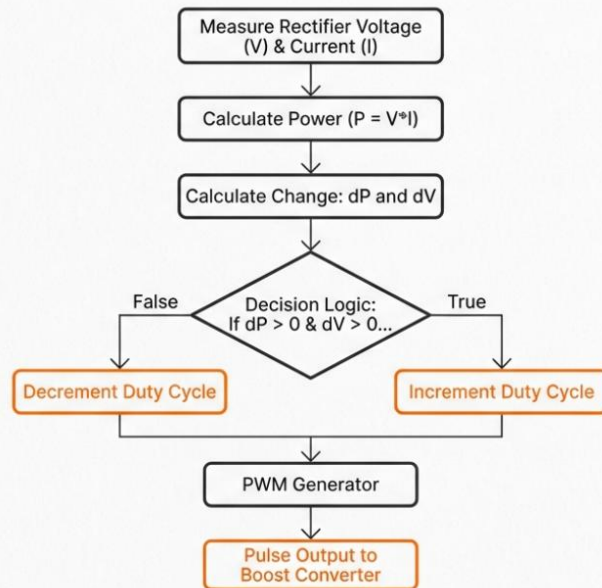 Measure Rectifier Voltage
(V) & Current (I)
Calculate Power (P = V*I)
Calculate Change: dP and dV
False
Decision Logic:
If dP > 0 & dV > 0...
True
Decrement Duty Cycle
Increment Duty Cycle
PWM Generator
Pulse Output to
Boost Converter